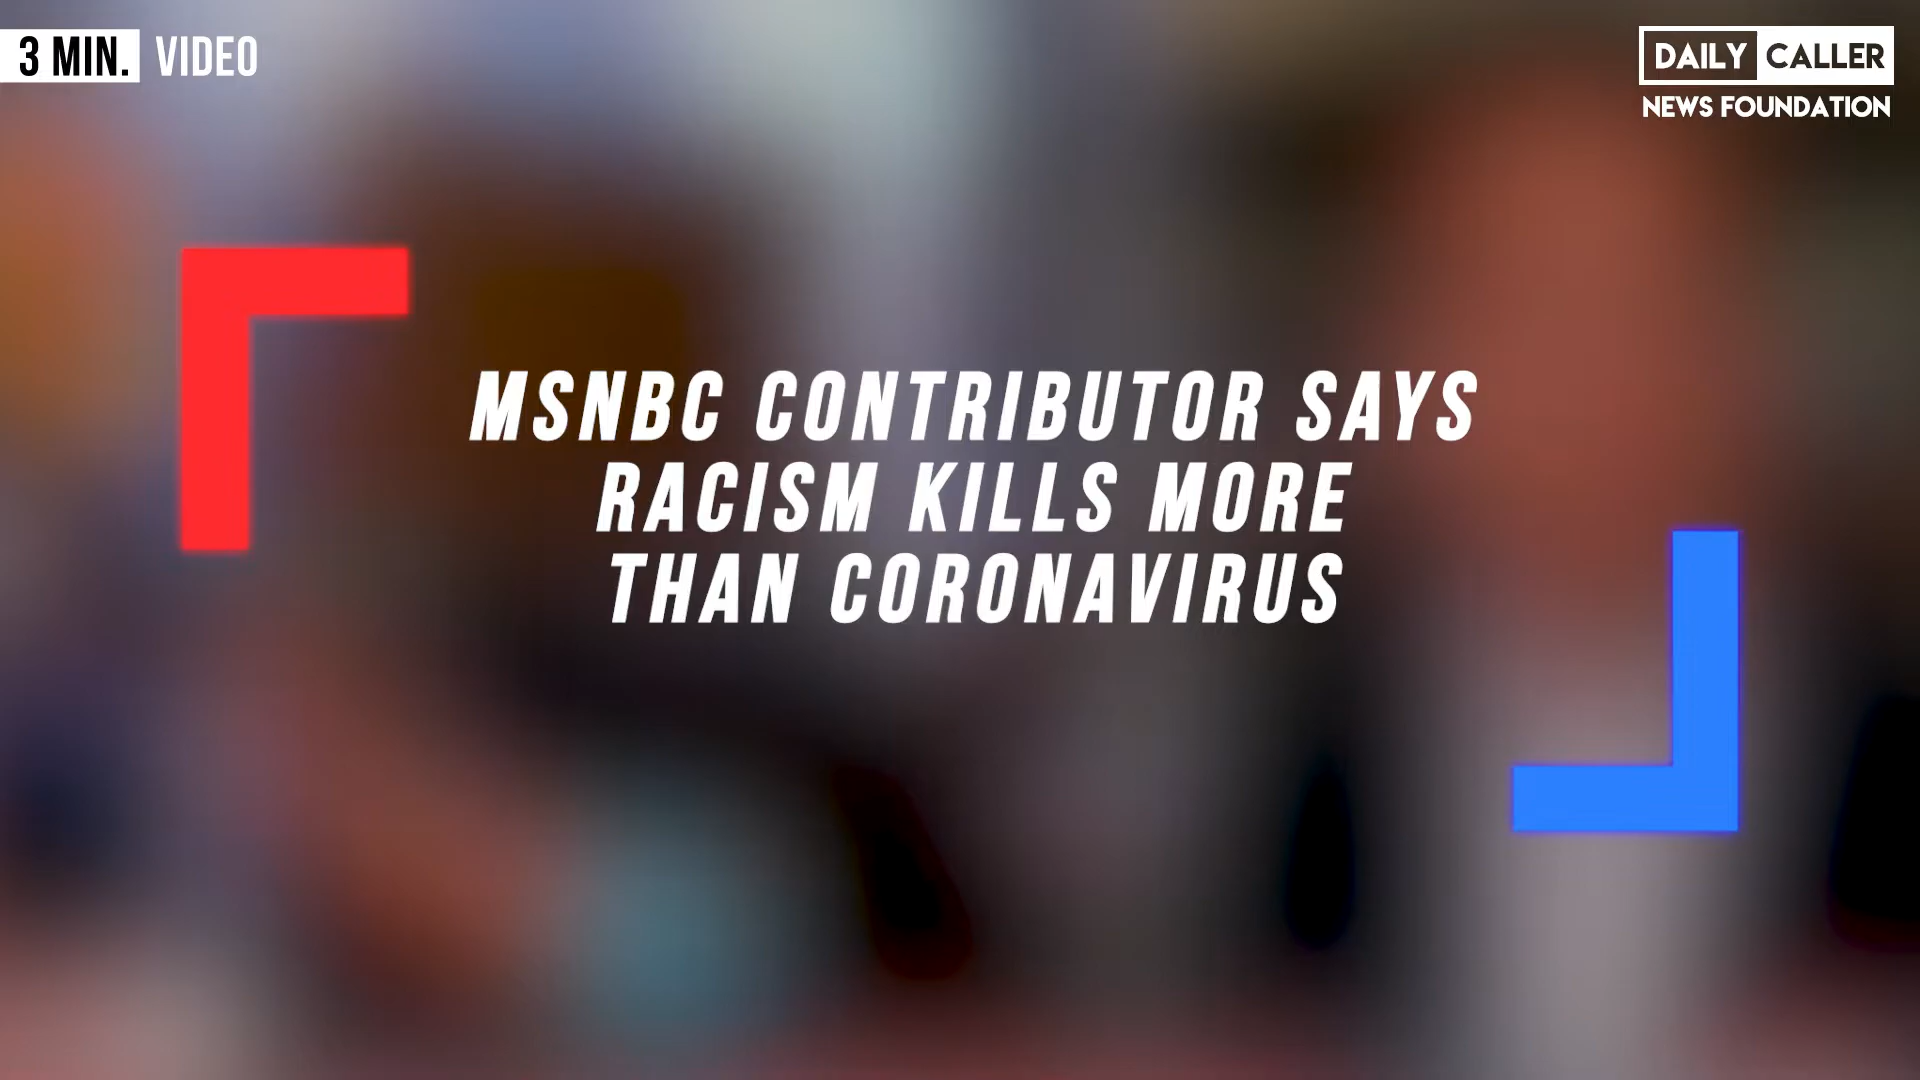 3 MIN. VIDEO
DAILY CALLER
NEWS FOUNDATION
MSNBC CONTRIBUTOR SAYS
RACISM KILLS MORE
THAN CORONAVIRUS